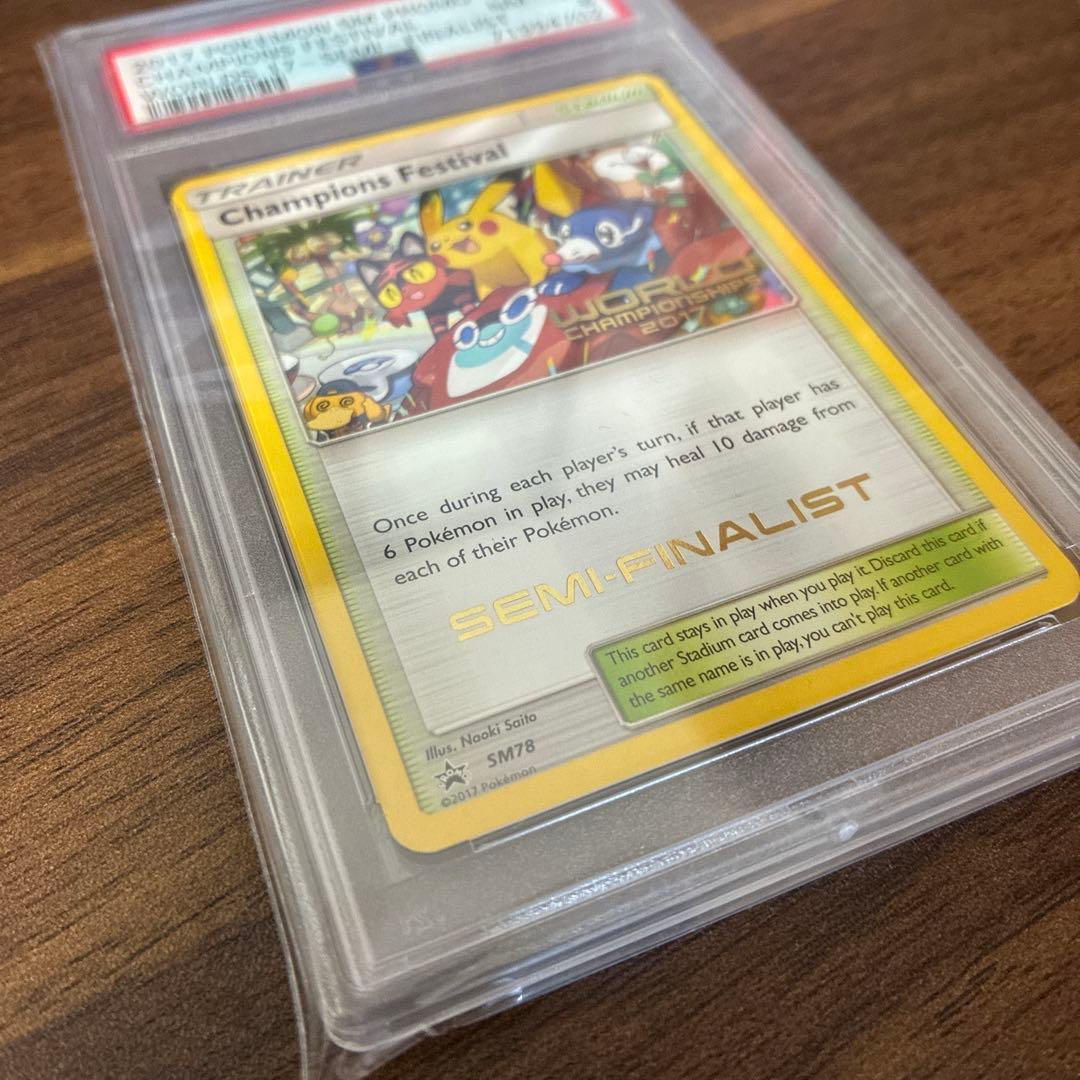 TRAINER
Champions Festival
WORLD
CHAMPIONSHIPS
2017
Once during each player's turn, if that player has
6 Pokémon in play, they may heal 10 damage from
each of their Pokémon.
SEMI-FINALIST
This card stays in play when you play it. Discard this card if
another Stadium card comes into play. If another card with
the same name is in play, you can't play this card.
Illus. Naoki Saito
SM78
©2017 Pokémon